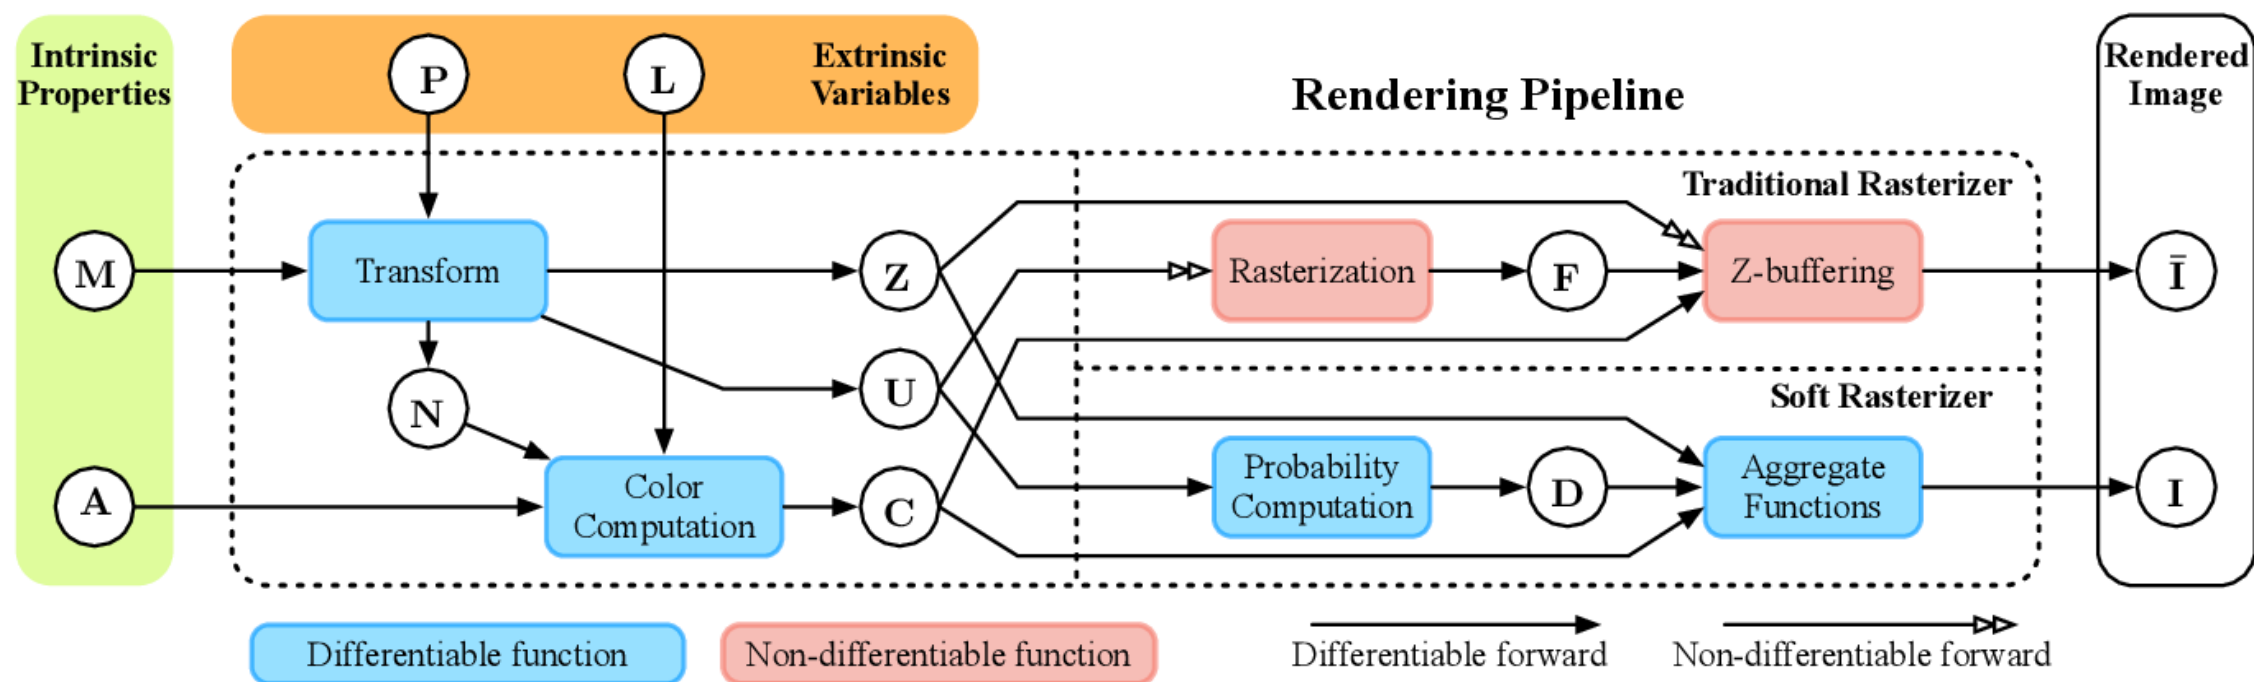 Intrinsic
Properties
P
L
Extrinsic
Variables
Rendering Pipeline
Rendered
Image
Traditional Rasterizer
M
Transform
Z
Rasterization
F
Z-buffering
Ī
N
U
Soft Rasterizer
A
Color
Computation
C
Probability
Computation
D
Aggregate
Functions
I
Differentiable function
Non-differentiable function
Differentiable forward
Non-differentiable forward